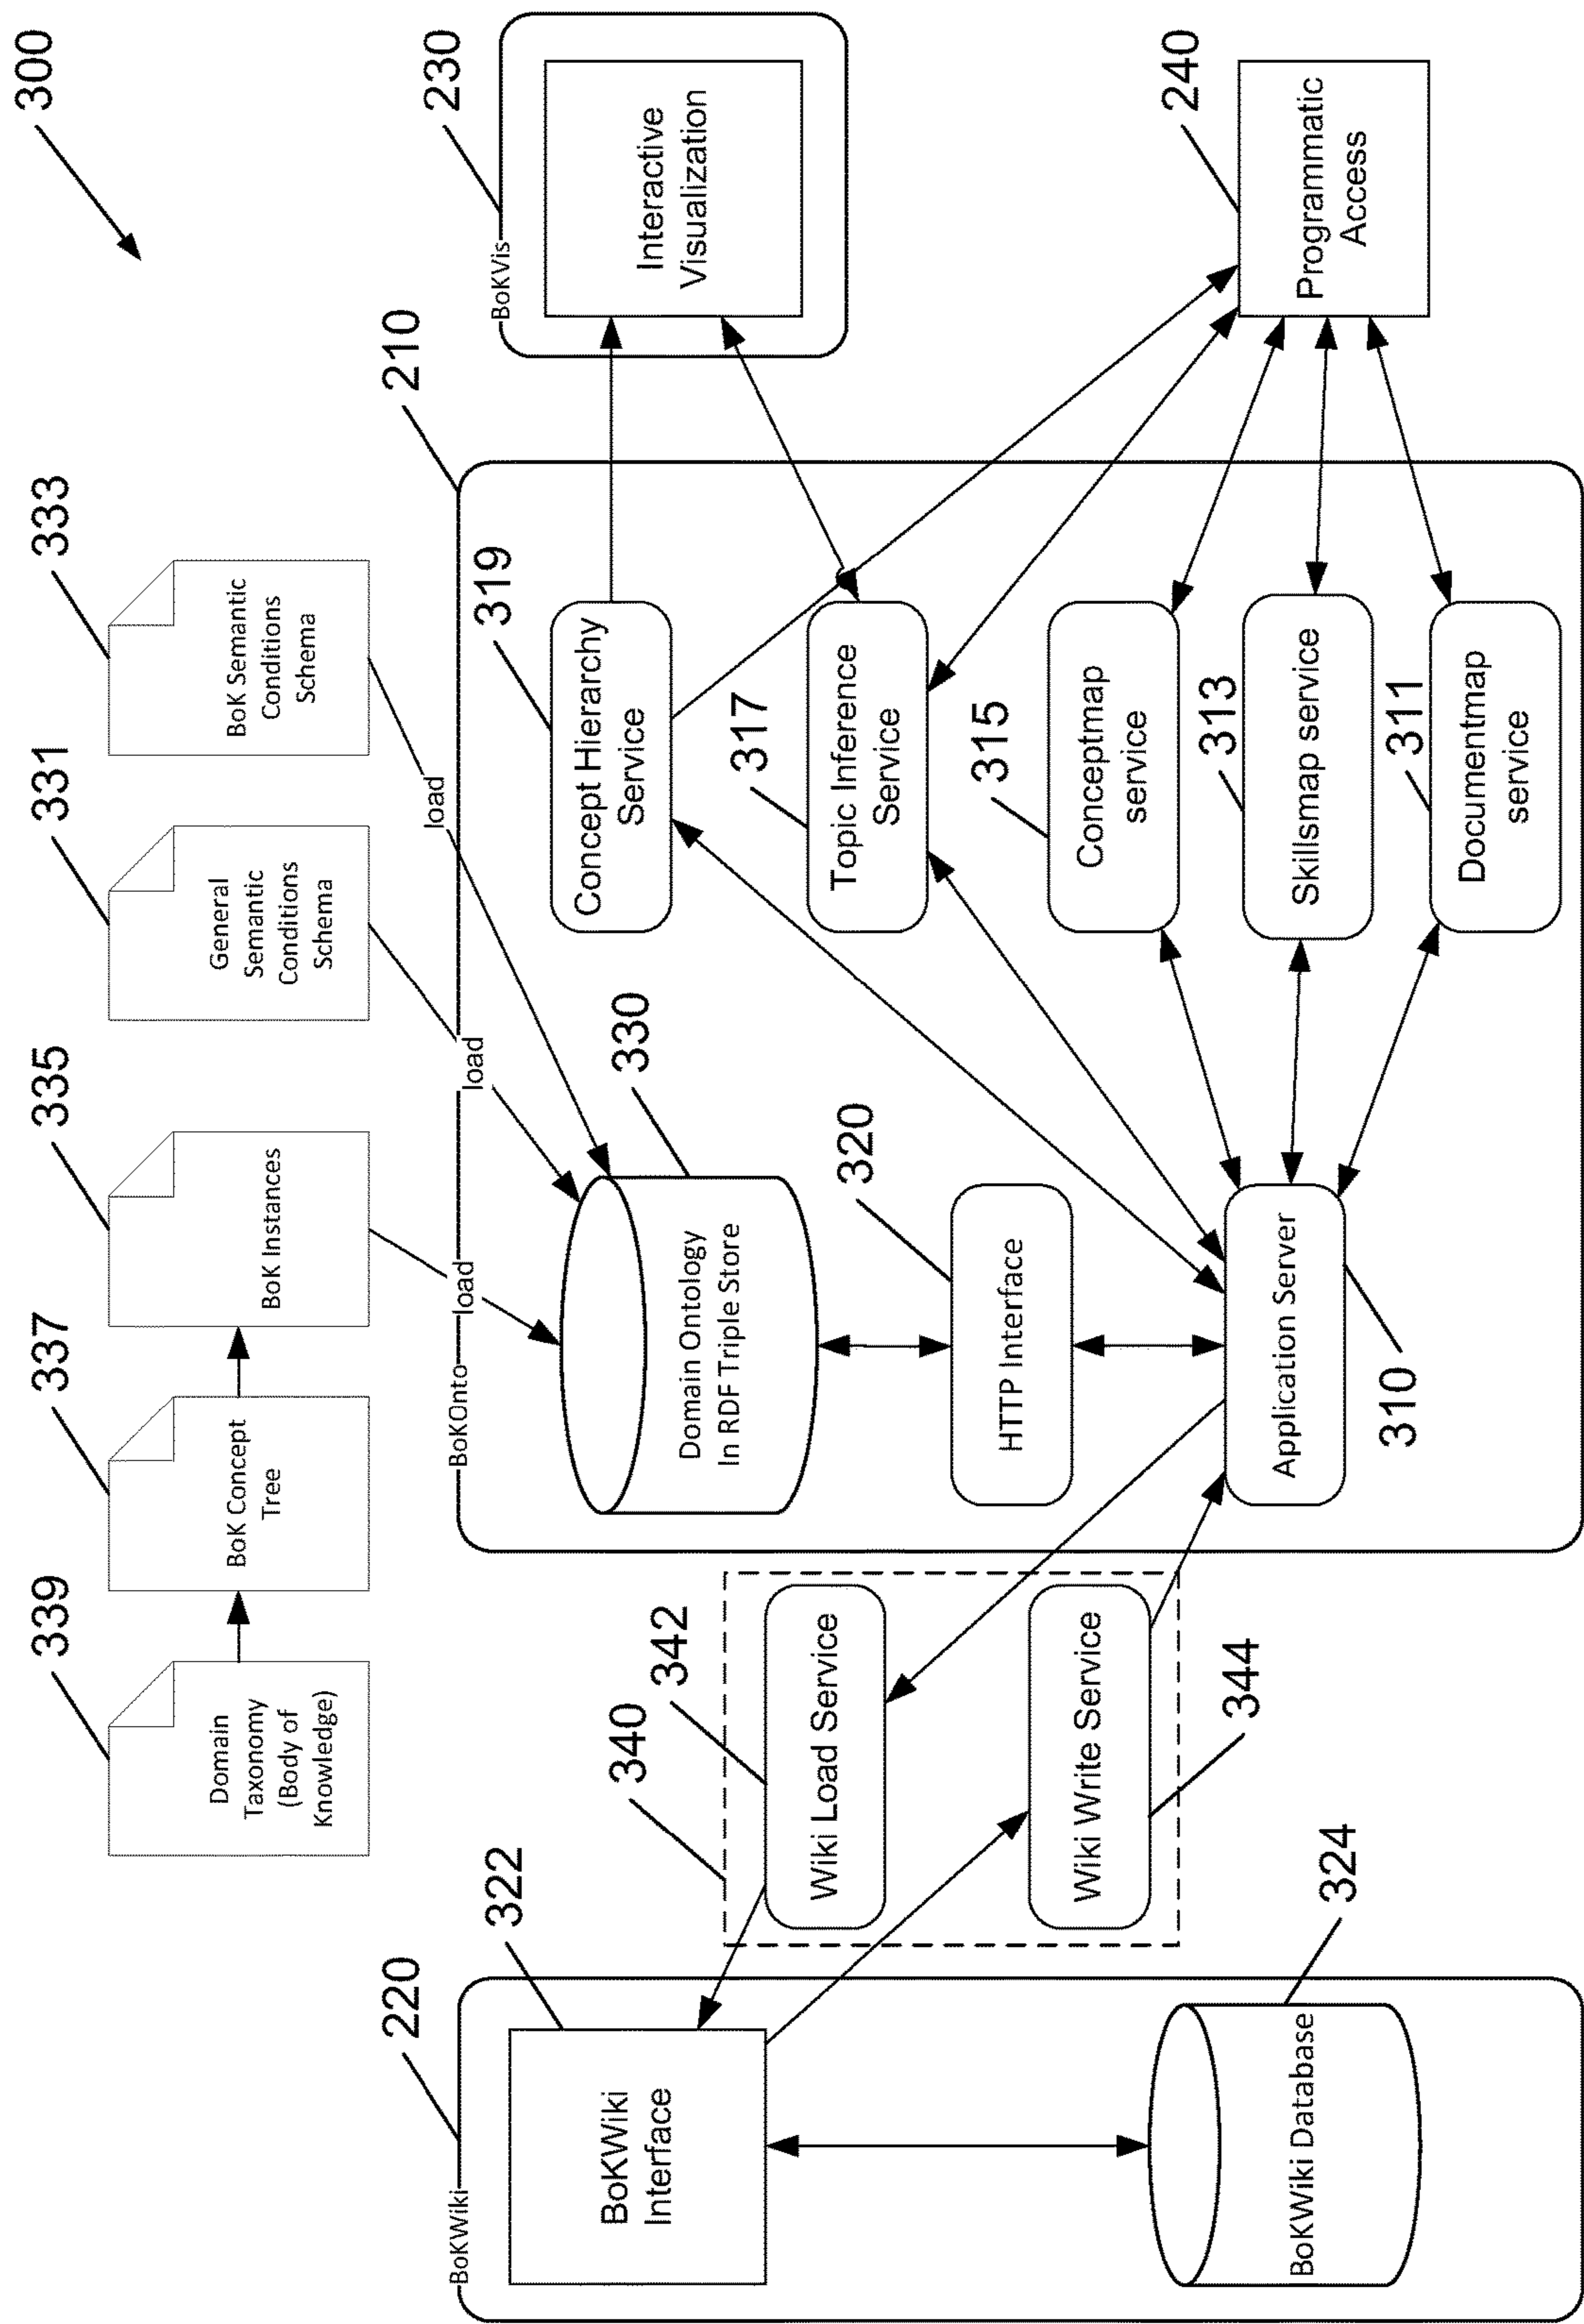 300
339
337
335
331
333
Domain
Taxonomy
(Body of
Knowledge)
BoK Concept
Tree
BoK Instances
General
Semantic
Conditions
Schema
BoK Semantic
Conditions
Schema
load
load
load
220
BoKWiki
322
BoKWiki
Interface
324
BoKWiki Database
340
342
Wiki Load Service
Wiki Write Service
344
210
BoKOnto
330
Domain Ontology
In RDF Triple Store
320
HTTP Interface
Application Server
310
319
Concept Hierarchy
Service
317
Topic Inference
Service
315
Conceptmap
service
313
Skillsmap service
311
Documentmap
service
230
BoKVis
Interactive
Visualization
240
Programmatic
Access